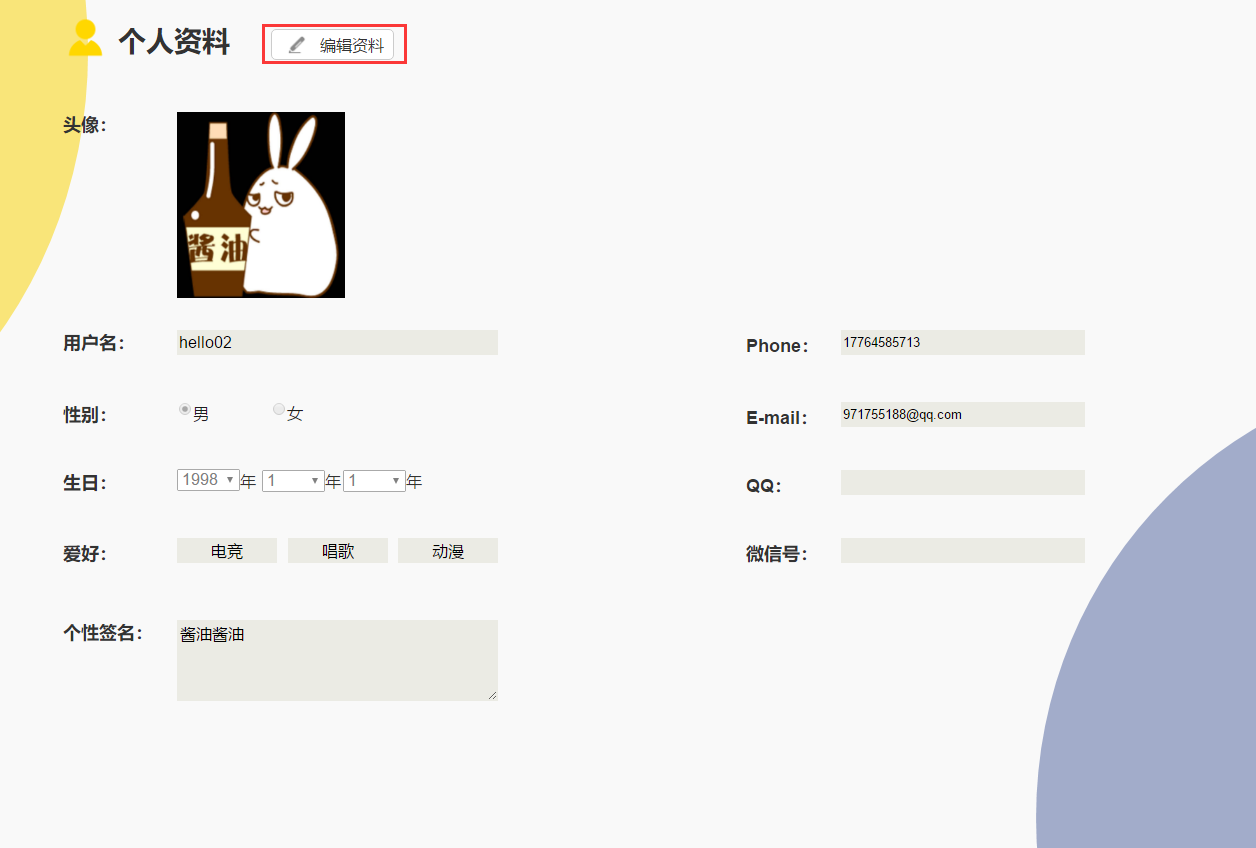 个人资料 编辑资料
头像：
酱油
用户名： hello02
Phone： 17764585713
性别： 男 女
E-mail： 971755188@qq.com
生日： 1998 年 1 年 1 年
QQ：
爱好： 电竞 唱歌 动漫
微信号：
个性签名： 酱油酱油